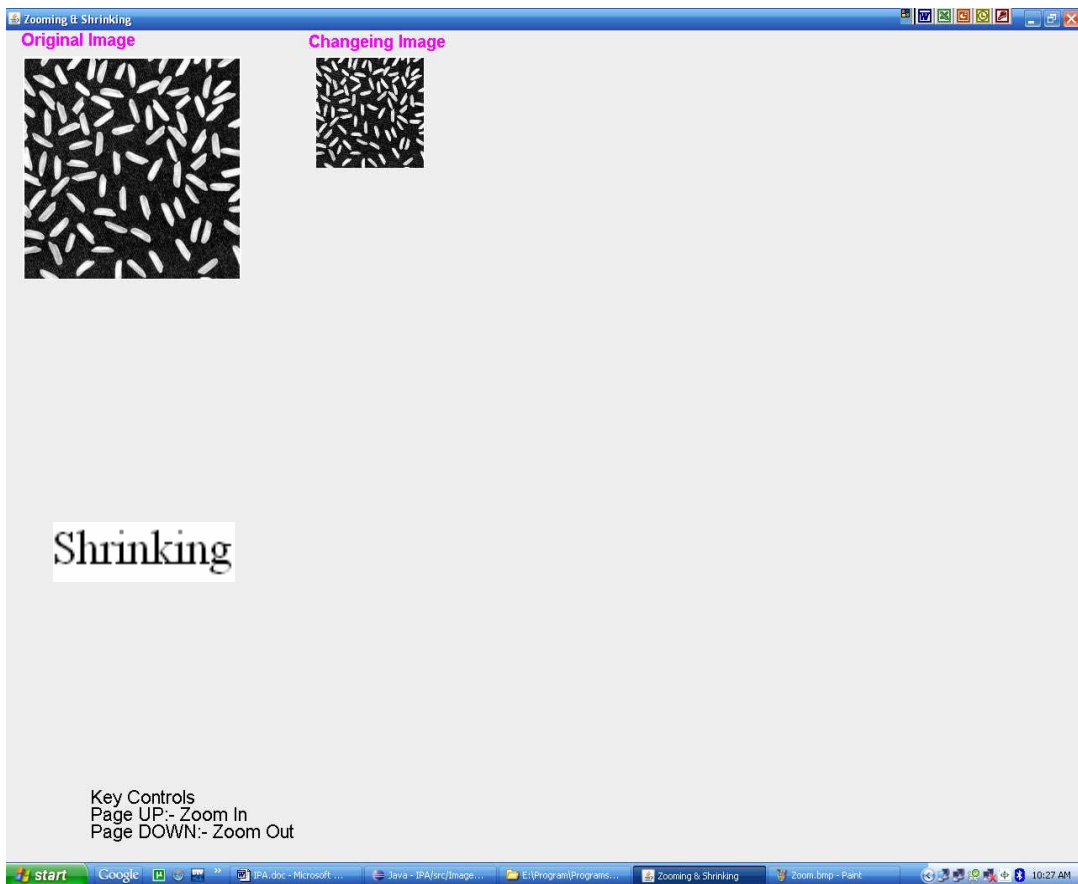 Zooming & Shrinking
Original Image
Changeing Image
Shrinking
Key Controls
Page UP:- Zoom In
Page DOWN:- Zoom Out
start
Google
IPA.doc - Microsoft ...
Java - IPA/src/Image...
E:\Program\Programs...
Zooming & Shrinking
Zoom.bmp - Paint
10:27 AM